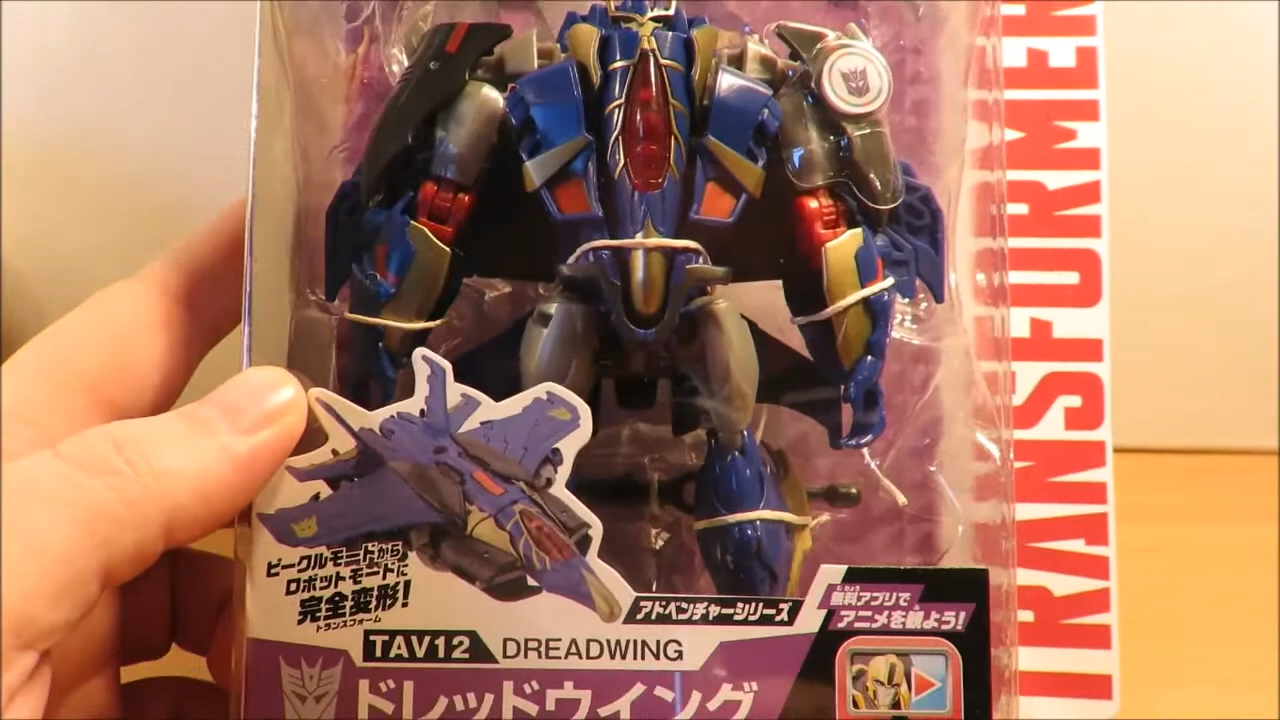 TRANSFORMER
ビークルモードから
ロボットモードに
完全変形!
トランスフォーム
アドベンチャーシリーズ
無料アプリで
アニメを観よう!
TAV12 DREADWING
ドレッドウイング